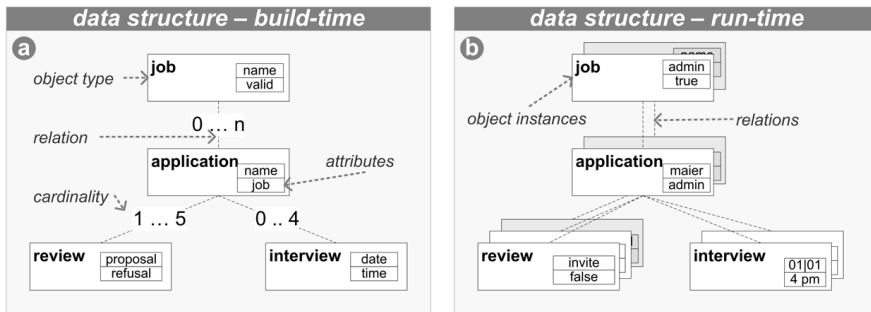 data structure – build-time
a
job
name
valid
object type
0 ... n
relation
application
name
job
attributes
cardinality
1 ... 5
0 .. 4
review
proposal
refusal
interview
date
time
data structure – run-time
b
name
job
admin
true
object instances
relations
application
maier
admin
review
invite
false
interview
01|01
4 pm